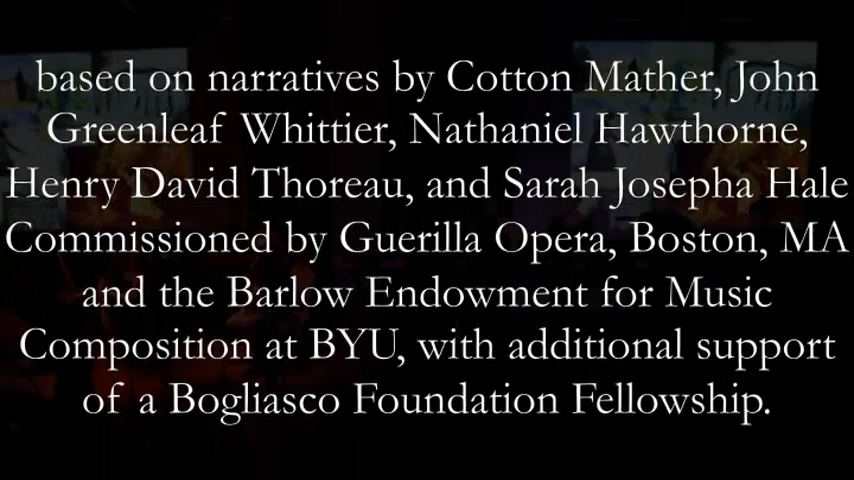 based on narratives by Cotton Mather, John
Greenleaf Whittier, Nathaniel Hawthorne,
Henry David Thoreau, and Sarah Josepha Hale
Commissioned by Guerilla Opera, Boston, MA
and the Barlow Endowment for Music
Composition at BYU, with additional support
of a Bogliasco Foundation Fellowship.